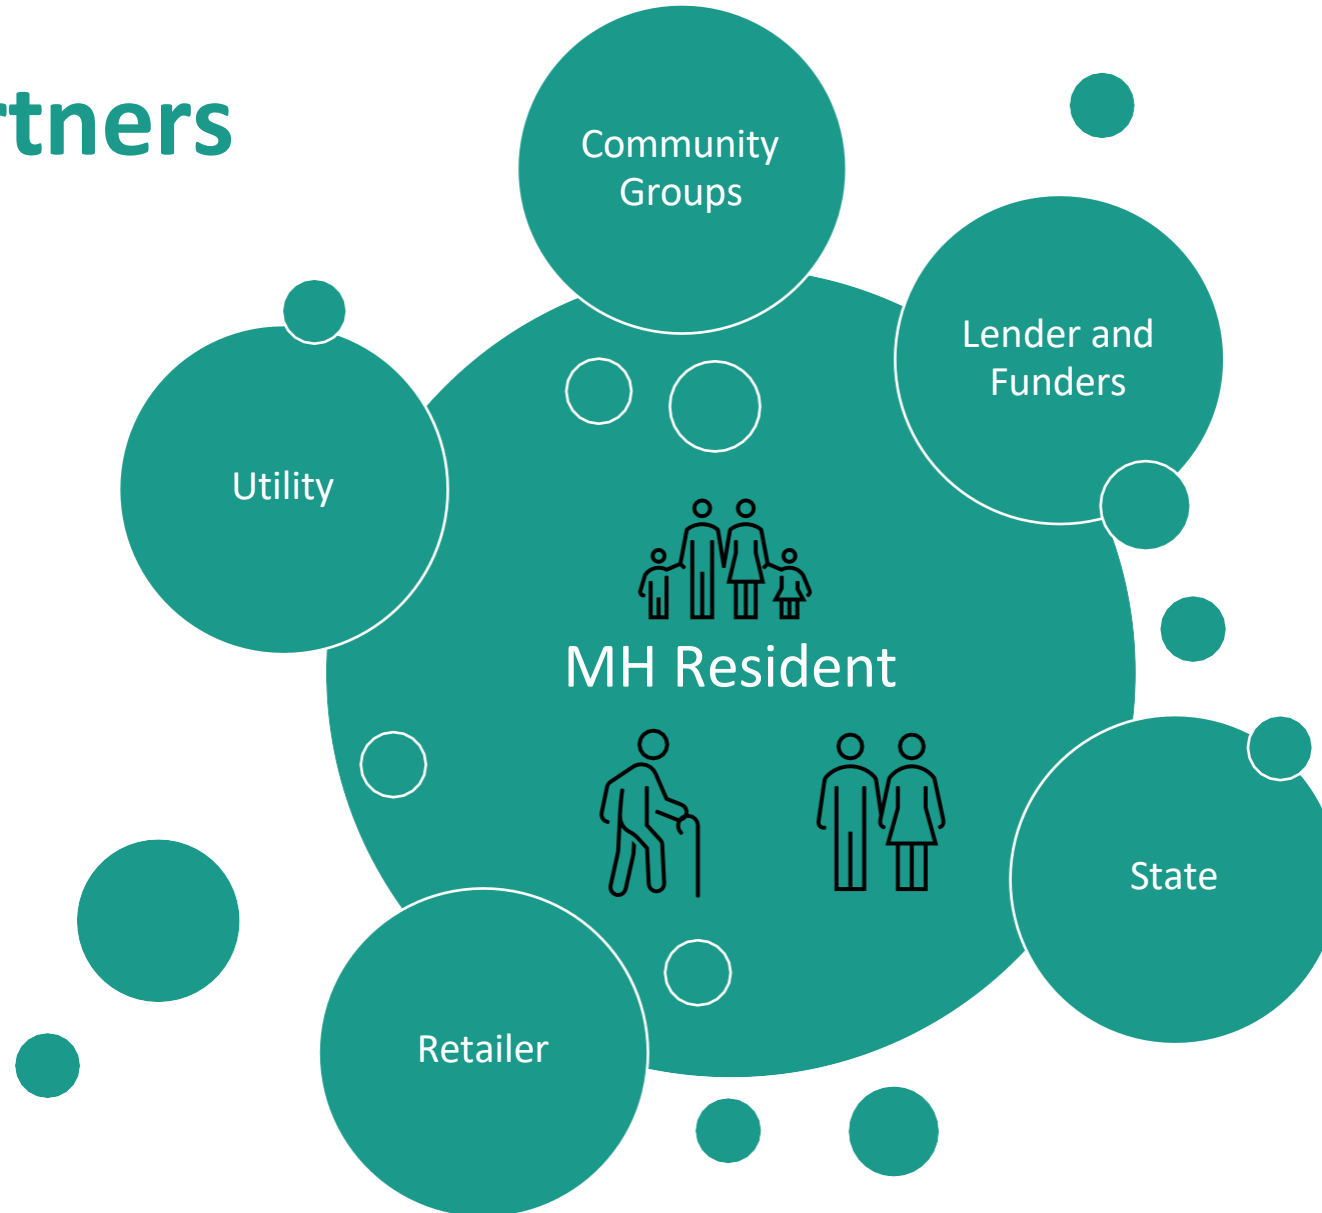 rtners
Community
Groups
Lender and
Funders
Utility
MH Resident
State
Retailer